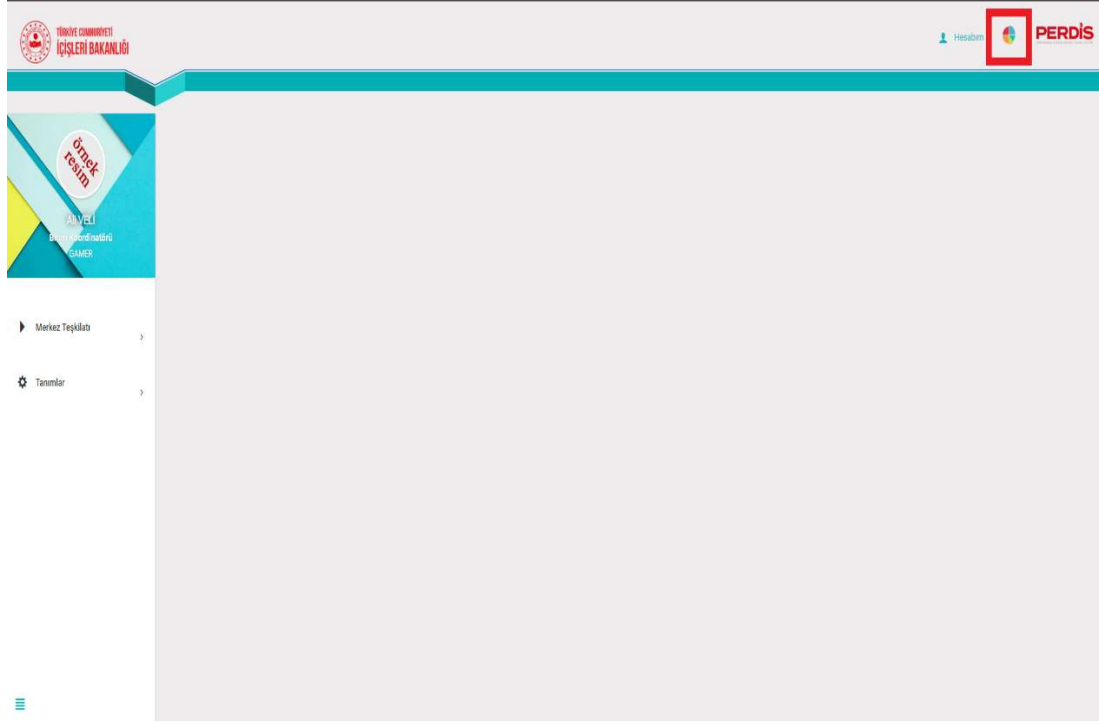 TÜRKİYE CUMHURİYETİ
İÇİŞLERİ BAKANLIĞI
Hesabım
PERDİS
örnek
resim
ALİ VELİ
Koordinatörü
GAMER
Merkez Teşkilatı
Tanımlar